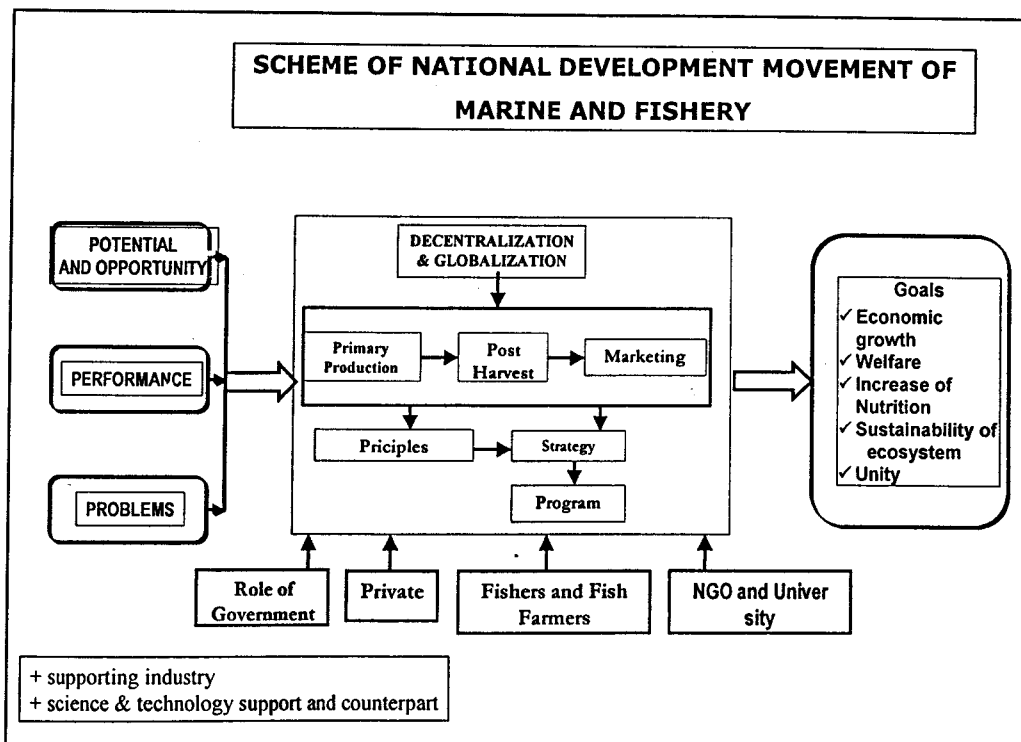 SCHEME OF NATIONAL DEVELOPMENT MOVEMENT OF
MARINE AND FISHERY
POTENTIAL
AND OPPORTUNITY
PERFORMANCE
PROBLEMS
DECENTRALIZATION
& GLOBALIZATION
Primary
Production
Post
Harvest
Marketing
Priciples
Strategy
Program
Goals
✓ Economic
growth
✓ Welfare
✓ Increase of
Nutrition
✓ Sustainability of
ecosystem
✓ Unity
Role of
Government
Private
Fishers and Fish
Farmers
NGO and Univer
sity
+ supporting industry
+ science & technology support and counterpart